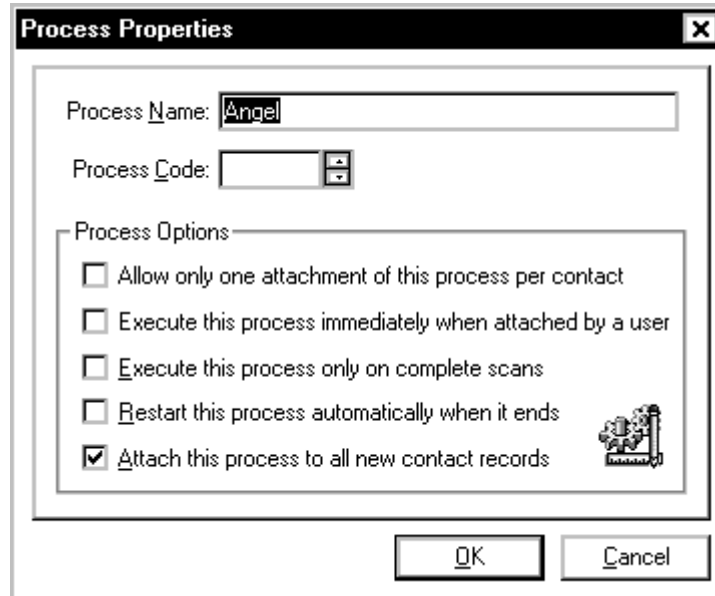 Process Properties
Process Name: Angel
Process Code:
Process Options
Allow only one attachment of this process per contact
Execute this process immediately when attached by a user
Execute this process only on complete scans
Restart this process automatically when it ends
Attach this process to all new contact records
OK Cancel